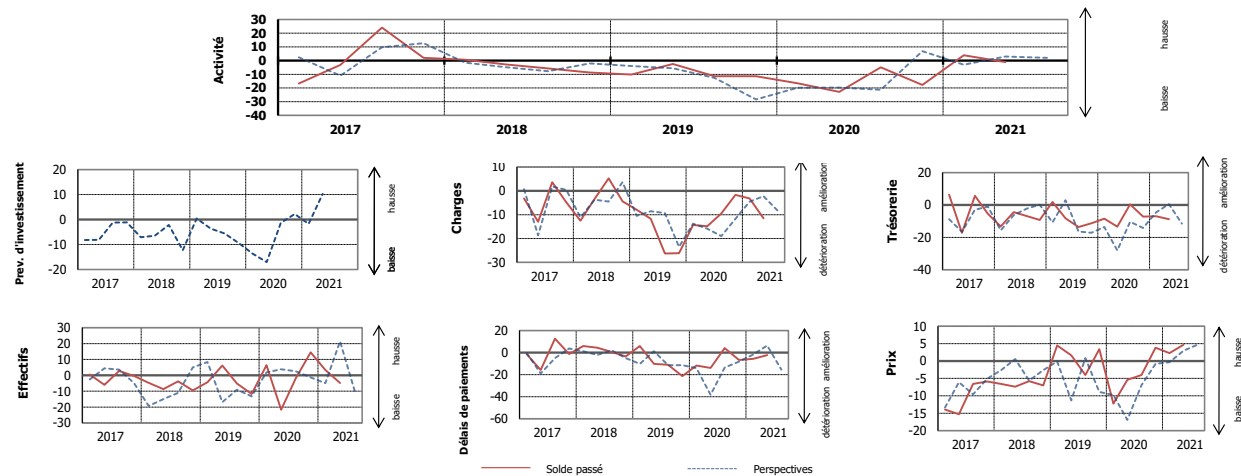 Activité
30
20
10
0
-10
-20
-30
-40
2017 2018 2019 2020 2021
hausse
baisse
Prev. d'investissement
20
10
0
-10
-20
2017 2018 2019 2020 2021
hausse
baisse
Charges
10
0
-10
-20
-30
2017 2018 2019 2020 2021
amélioration
détérioration
Trésorerie
20
0
-20
-40
2017 2018 2019 2020 2021
amélioration
détérioration
Effectifs
30
20
10
0
-10
-20
-30
2017 2018 2019 2020 2021
hausse
baisse
Délais de paiements
20
0
-20
-40
-60
2017 2018 2019 2020 2021
amélioration
détérioration
Prix
10
5
0
-5
-10
-15
-20
2017 2018 2019 2020 2021
hausse
baisse
Solde passé Perspectives